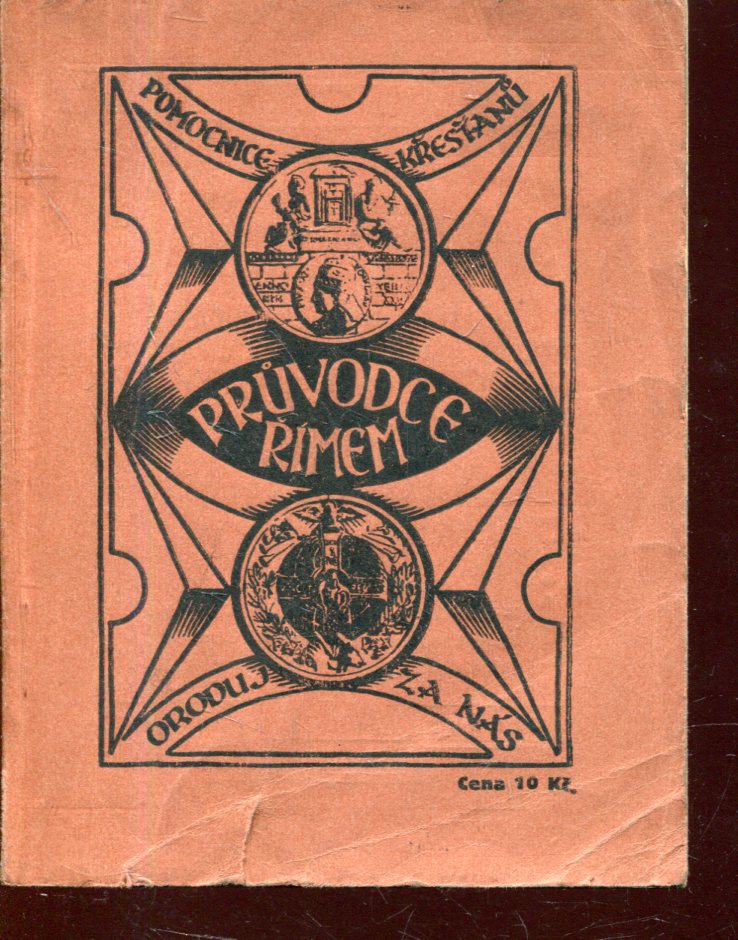 POMOCNICE KŘESŤANŮ
PRŮVODCE
ŘÍMEM
ORODUJ ZA NÁS
Cena 10 Kč.